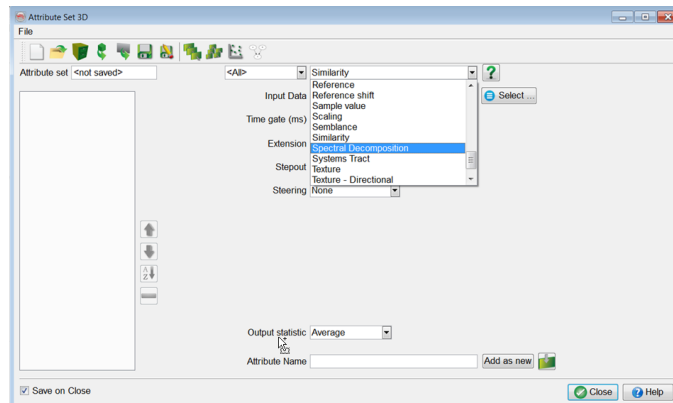 Attribute Set 3D
File
Attribute set <not saved> <All> Similarity
Reference
Input Data Reference shift Select ...
Sample value
Time gate (ms) Scaling
Semblance
Similarity
Extension Spectral Decomposition
Systems Tract
Stepout Texture
Texture - Directional
Steering None
Output statistic Average
Attribute Name Add as new
Save on Close Close Help